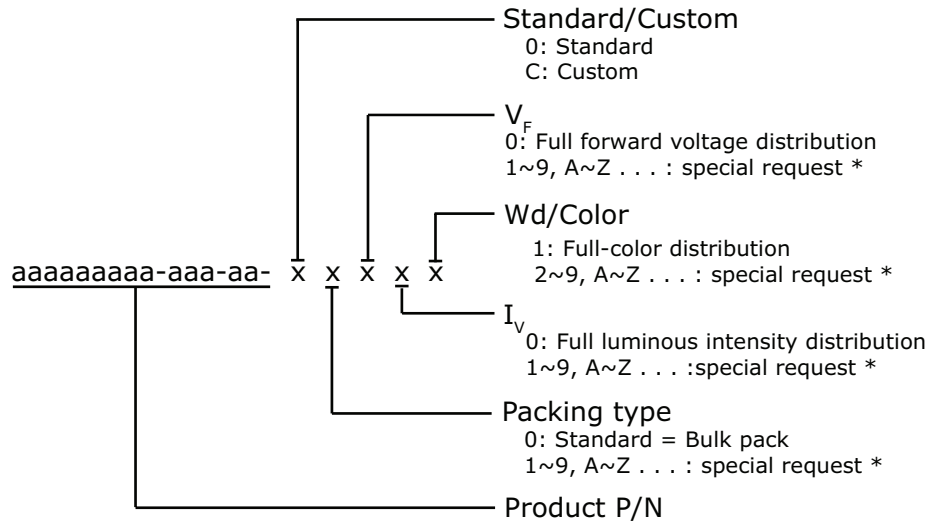 Standard/Custom
0: Standard
C: Custom
VF
0: Full forward voltage distribution
1~9, A~Z . . . : special request *
Wd/Color
1: Full-color distribution
2~9, A~Z . . . : special request *
aaaaaaaaa-aaa-aa- x x x x x
IV
0: Full luminous intensity distribution
1~9, A~Z . . . :special request *
Packing type
0: Standard = Bulk pack
1~9, A~Z . . . : special request *
Product P/N